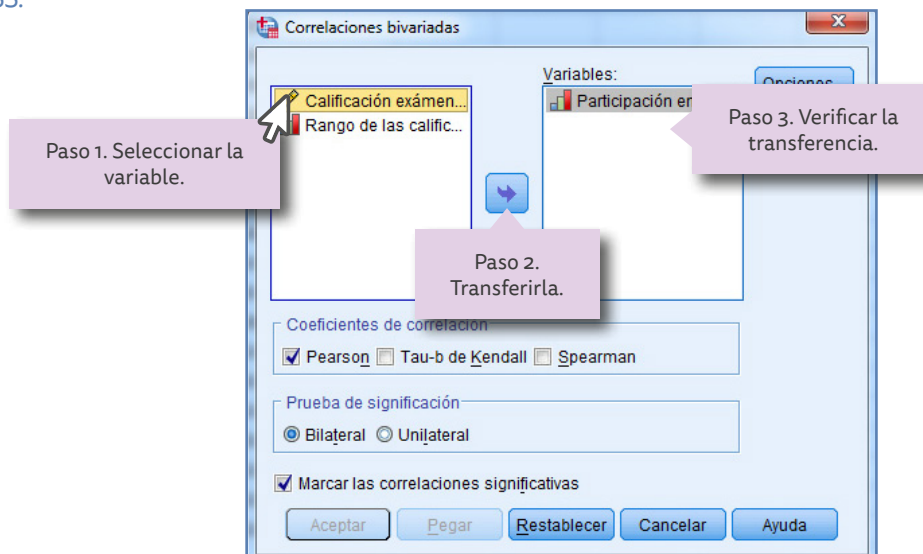 Correlaciones bivariadas
Variables:
Opciones...
Calificación exámen...
Rango de las calific...
Participación en
Paso 1. Seleccionar la
variable.
Paso 3. Verificar la
transferencia.
Paso 2.
Transferirla.
Coeficientes de correlación
Pearson Tau-b de Kendall Spearman
Prueba de significación
Bilateral Unilateral
Marcar las correlaciones significativas
Aceptar Pegar Restablecer Cancelar Ayuda